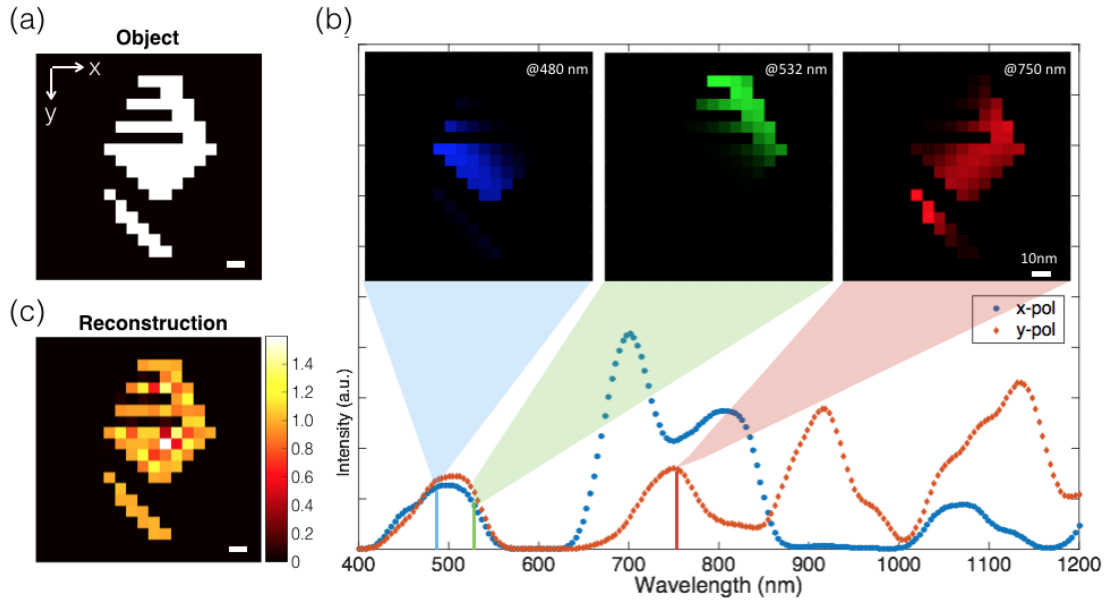 (a)
Object
x
y
(c)
Reconstruction
1.4
1.2
1.0
0.8
0.6
0.4
0.2
0
(b)
@480 nm
@532 nm
@750 nm
10nm
x-pol
y-pol
Intensity (a.u.)
400 500 600 700 800 900 1000 1100 1200
Wavelength (nm)